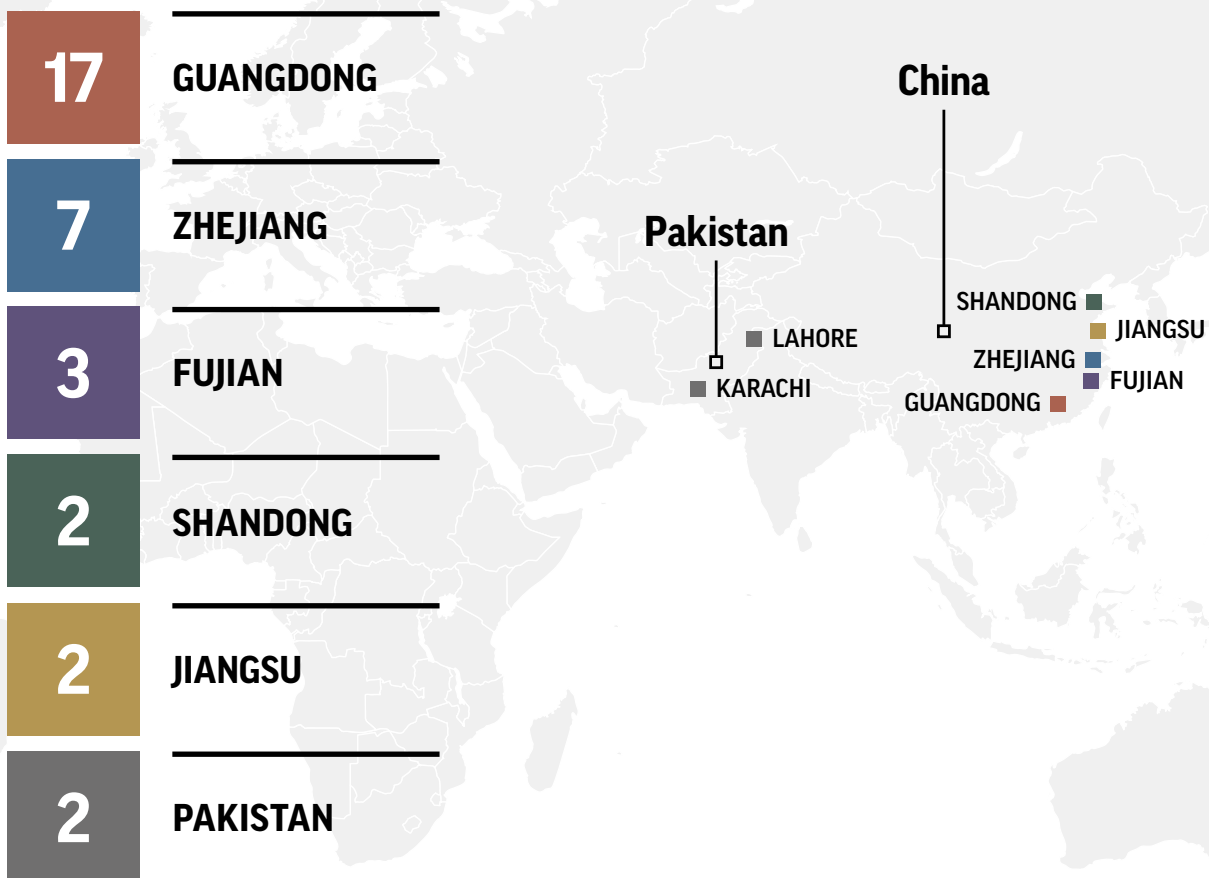 17
GUANGDONG
7
ZHEJIANG
3
FUJIAN
2
SHANDONG
2
JIANGSU
2
PAKISTAN
China
Pakistan
SHANDONG
JIANGSU
LAHORE
ZHEJIANG
FUJIAN
KARACHI
GUANGDONG